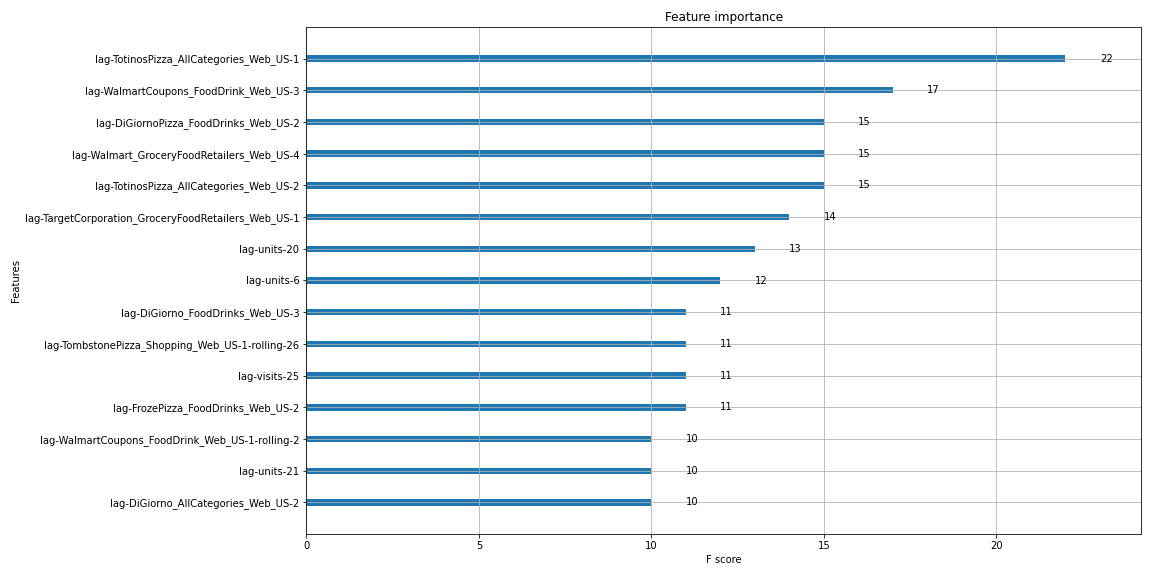 Feature importance
Features
lag-TotinosPizza_AllCategories_Web_US-1 22
lag-WalmartCoupons_FoodDrink_Web_US-3 17
lag-DiGiornoPizza_FoodDrinks_Web_US-2 15
lag-Walmart_GroceryFoodRetailers_Web_US-4 15
lag-TotinosPizza_AllCategories_Web_US-2 15
lag-TargetCorporation_GroceryFoodRetailers_Web_US-1 14
lag-units-20 13
lag-units-6 12
lag-DiGiorno_FoodDrinks_Web_US-3 11
lag-TombstonePizza_Shopping_Web_US-1-rolling-26 11
lag-visits-25 11
lag-FrozePizza_FoodDrinks_Web_US-2 11
lag-WalmartCoupons_FoodDrink_Web_US-1-rolling-2 10
lag-units-21 10
lag-DiGiorno_AllCategories_Web_US-2 10
0 5 10 15 20
F score